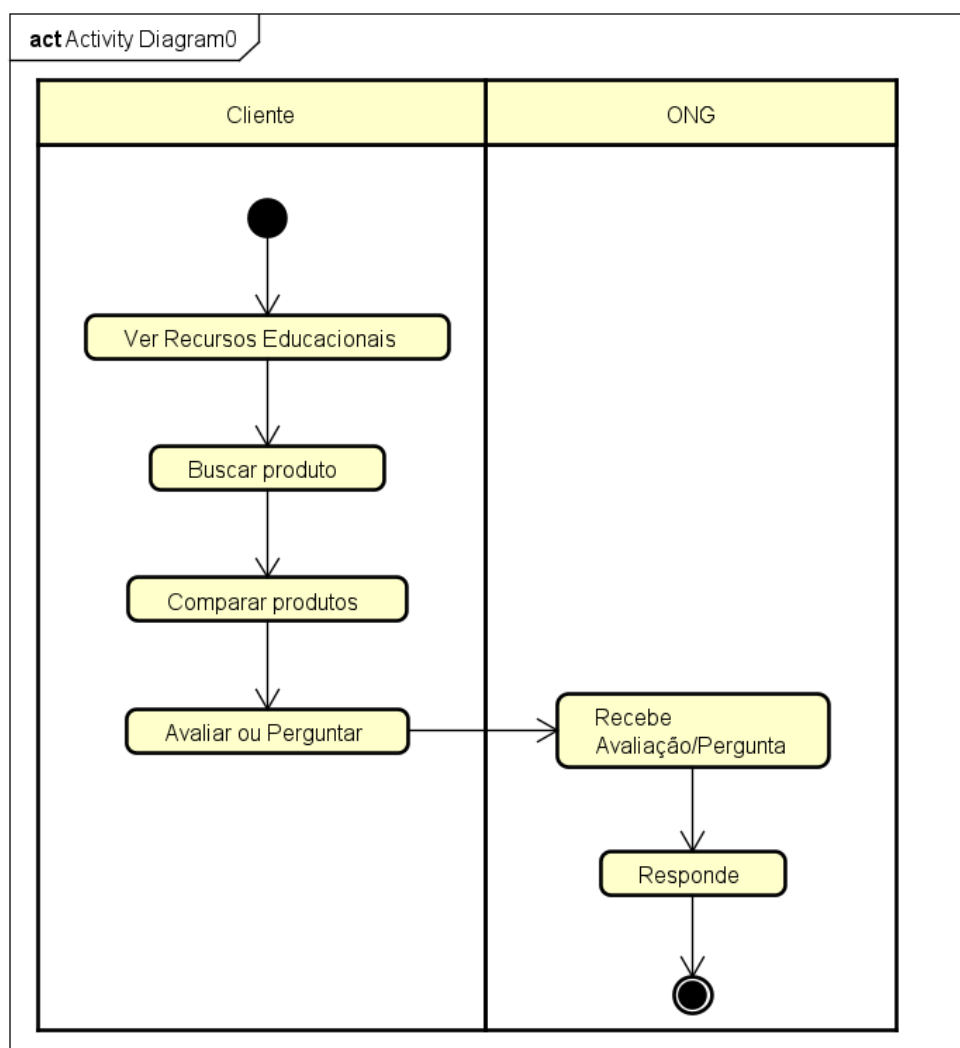 act Activity Diagram0
Cliente
ONG
Ver Recursos Educacionais
Buscar produto
Comparar produtos
Avaliar ou Perguntar
Recebe
Avaliação/Pergunta
Responde